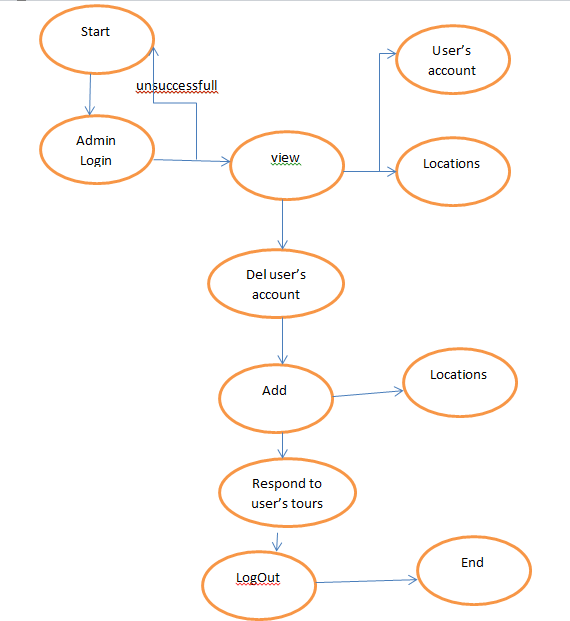 Start
User's
account
unsuccessfull
Admin
Login
view
Locations
Del user's
account
Add
Locations
Respond to
user's tours
LogOut
End